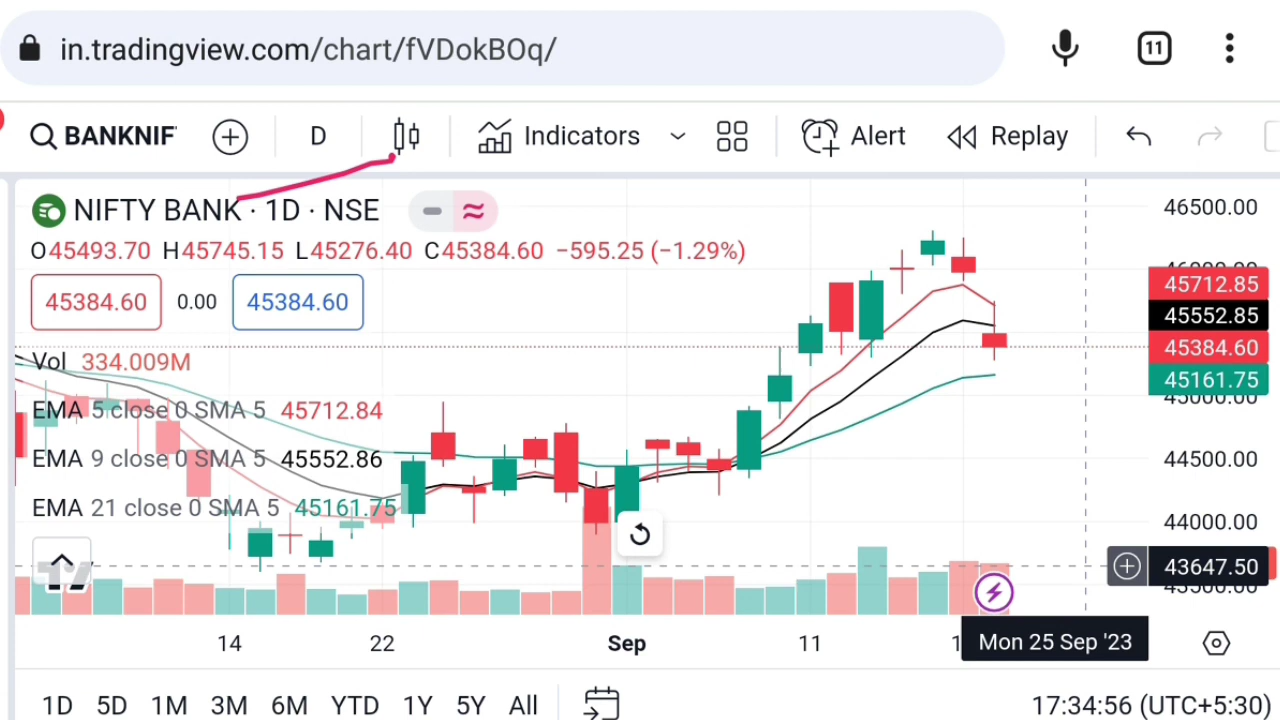 in.tradingview.com/chart/fVDokBOq/
11
BANKNIF
D
Indicators
Alert
Replay
NIFTY BANK · 1D · NSE
O45493.70 H45745.15 L45276.40 C45384.60 −595.25 (−1.29%)
45384.60 0.00 45384.60
Vol 334.009M
EMA 5 close 0 SMA 5 45712.84
EMA 9 close 0 SMA 5 45552.86
EMA 21 close 0 SMA 5 45161.75
46500.00
45712.85
45552.85
45384.60
45161.75
45000.00
44500.00
44000.00
43647.50
14 22 Sep 11 Mon 25 Sep '23
1D 5D 1M 3M 6M YTD 1Y 5Y All
17:34:56 (UTC+5:30)